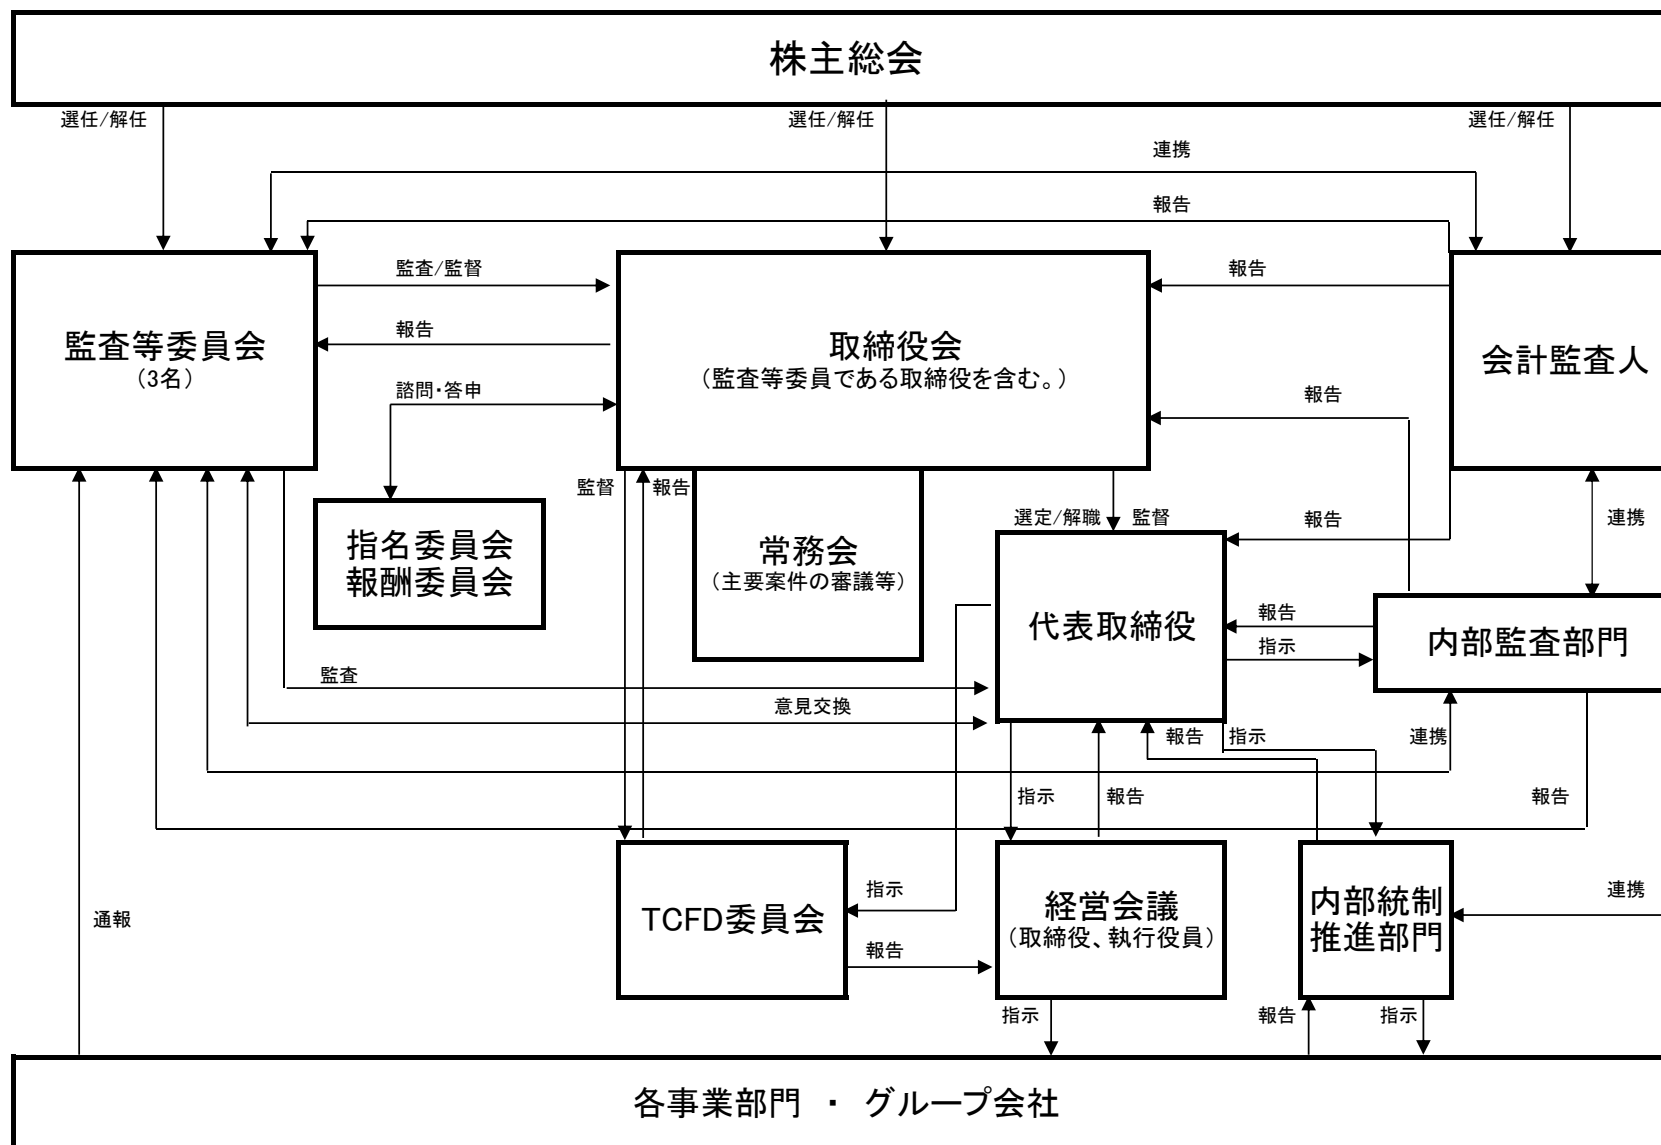 株主総会
選任/解任
選任/解任
選任/解任
連携
報告
監査/監督
報告
報告
監査等委員会
(3名)
取締役会
(監査等委員である取締役を含む。)
会計監査人
諮問・答申
報告
監督
報告
選定/解職
監督
報告
連携
指名委員会
報酬委員会
常務会
(主要案件の審議等)
代表取締役
報告
指示
内部監査部門
監査
意見交換
報告
指示
連携
指示
報告
報告
通報
指示
報告
TCFD委員会
経営会議
(取締役、執行役員)
内部統制
推進部門
連携
指示
報告
指示
各事業部門 ・ グループ会社